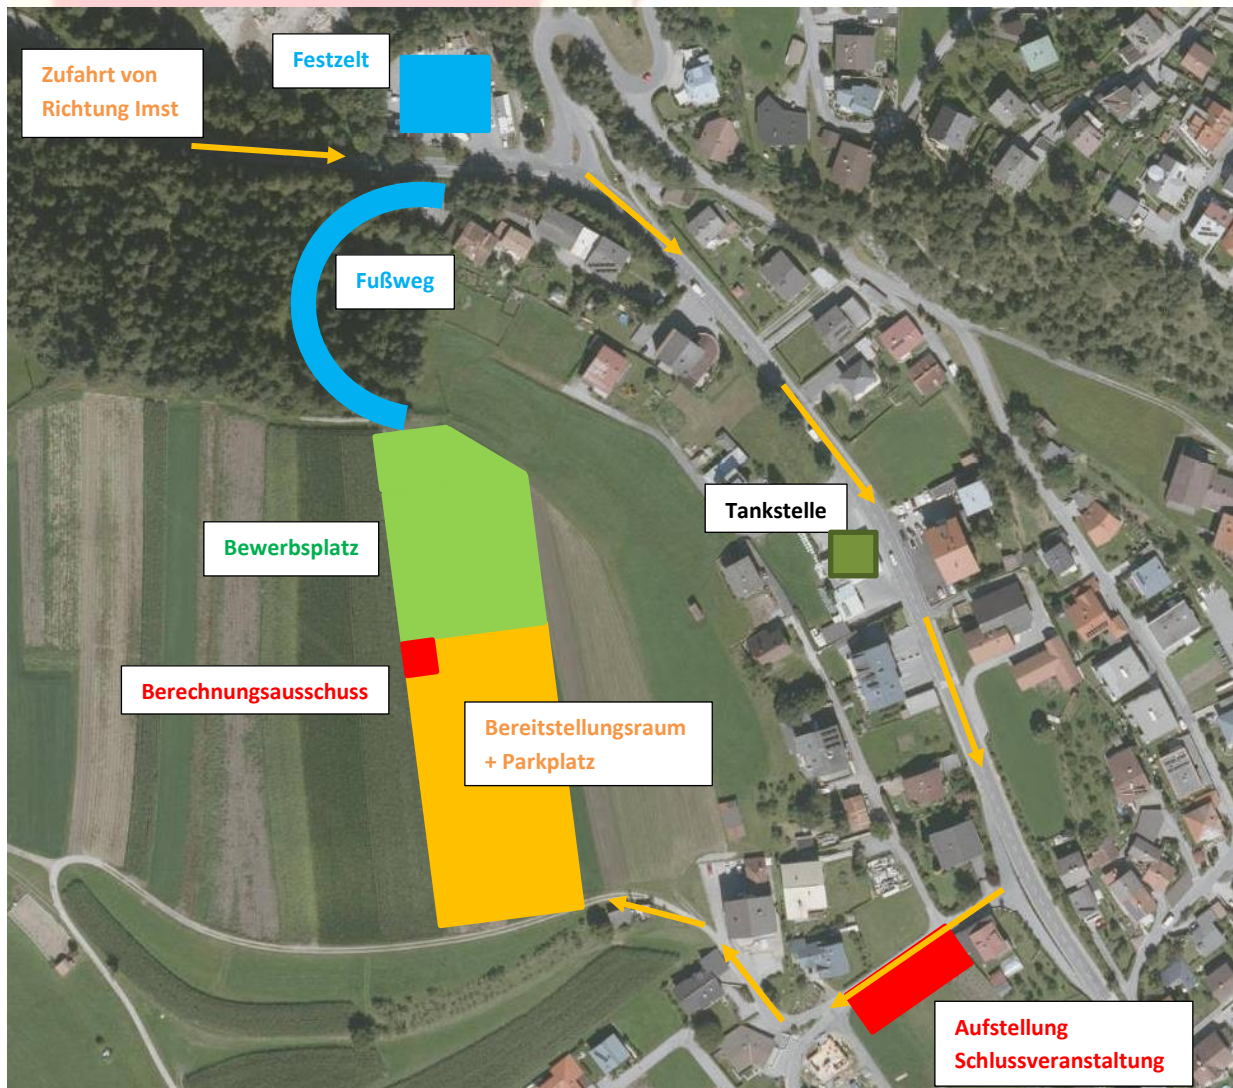 Festzelt
Zufahrt von
Richtung Imst
Fußweg
Tankstelle
Bewerbsplatz
Berechnungsausschuss
Bereitstellungsraum
+ Parkplatz
Aufstellung
Schlussveranstaltung